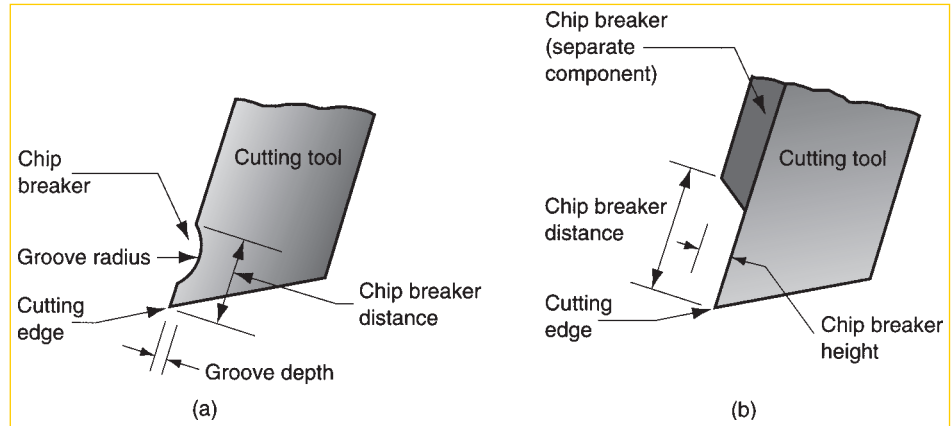 Chip
breaker
Groove radius
Cutting
edge
Cutting tool
Chip breaker
distance
Groove depth
(a)
Chip breaker
(separate
component)
Cutting tool
Chip breaker
distance
Cutting
edge
Chip breaker
height
(b)